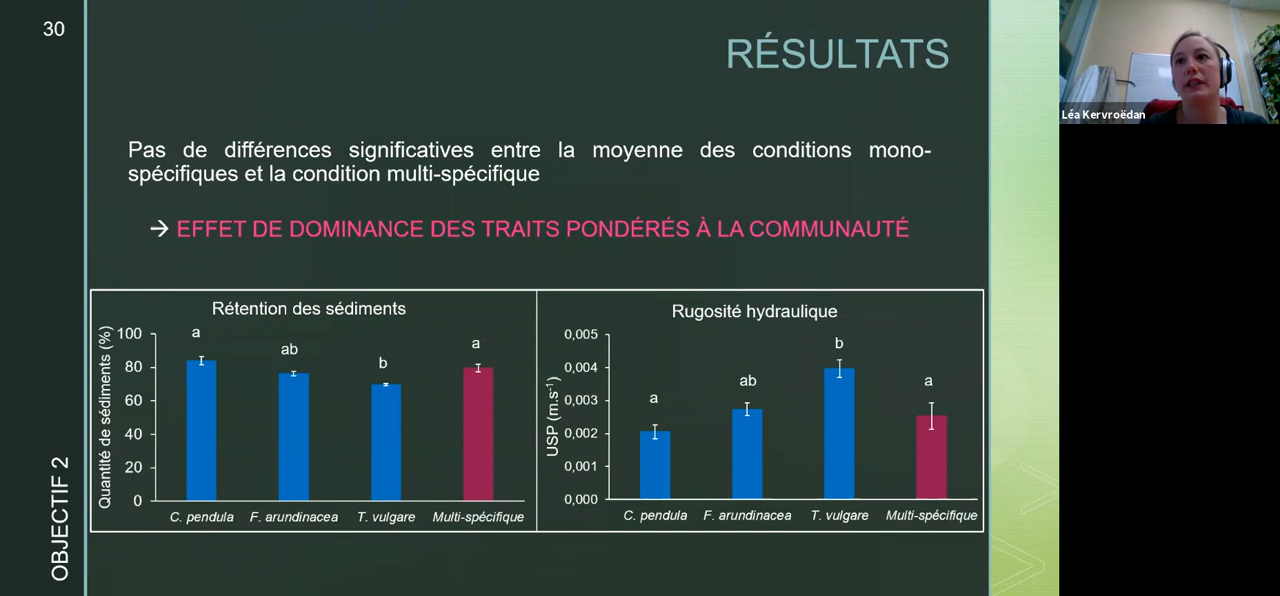 30
RÉSULTATS
Léa Kervroëdan
Pas de différences significatives entre la moyenne des conditions mono-
spécifiques et la condition multi-spécifique
→ EFFET DE DOMINANCE DES TRAITS PONDÉRÉS À LA COMMUNAUTÉ
Rétention des sédiments
Quantité de sédiments (%)
100
80
60
40
20
0
a
ab
b
a
C. pendula
F. arundinacea
T. vulgare
Multi-spécifique
Rugosité hydraulique
USP (m.s-1)
0,005
0,004
0,003
0,002
0,001
0,000
a
ab
b
a
C. pendula
F. arundinacea
T. vulgare
Multi-spécifique
OBJECTIF 2